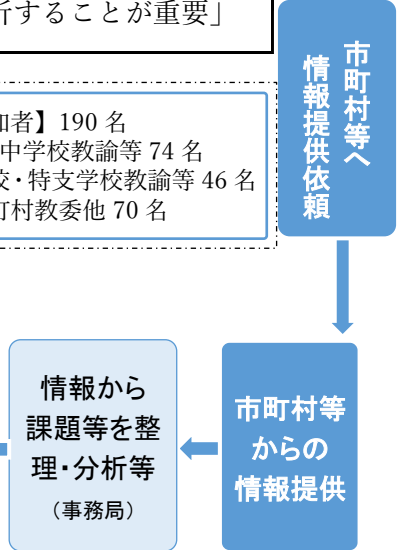 析することが重要」
加者】190 名
中学校教諭等 74 名
校・特支学校教諭等 46 名
町村教委他 70 名
市町村等へ
情報提供依頼
情報から
課題等を整
理・分析等
（事務局）
市町村等
からの
情報提供